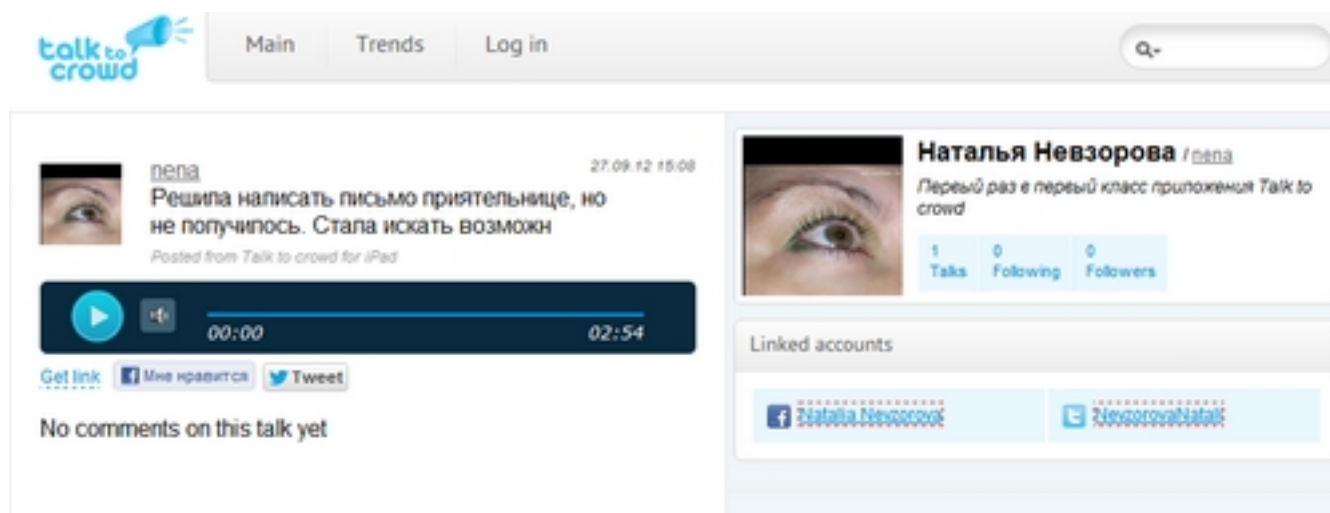 talk to
crowd
Main Trends Log in
nena 27.09.12 15:08
Решила написать письмо приятельнице, но
не получилось. Стала искать возможн
Posted from Talk to crowd for iPad
00:00 02:54
Get link Мне нравится Tweet
No comments on this talk yet
Наталья Невзорова / nena
Первый раз в первый класс приложения Talk to
crowd
1 0 0
Talks Following Followers
Linked accounts
Natalia.Nevzorova NevzorovaNatali